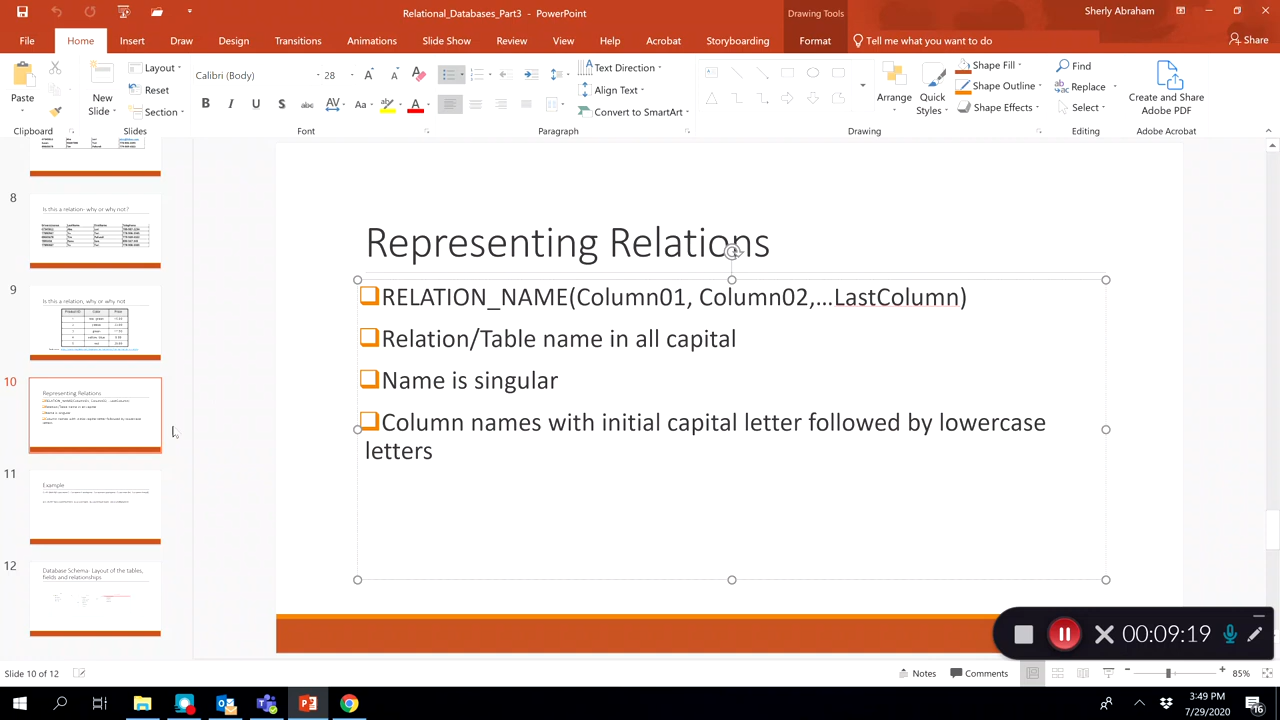 Relational_Databases_Part3 - PowerPoint
Drawing Tools
Sherly Abraham
File Home Insert Draw Design Transitions Animations Slide Show Review View Help Acrobat Storyboarding Format Tell me what you want to do Share
Paste
New Slide
Layout
Reset
Section
Calibri (Body) 28
B I U S abc AV Aa A
Text Direction
Align Text
Convert to SmartArt
Arrange
Quick Styles
Shape Fill
Shape Outline
Shape Effects
Find
Replace
Select
Create and Share Adobe PDF
Clipboard Slides Font Paragraph Drawing Editing Adobe Acrobat
8
Is this a relation- why or why not?
9
Is this a relation, why or why not
10
Representing Relations
11
Example
12
Database Schema- Layout of the tables, fields and relationships
Representing Relations
RELATION_NAME(Column01, Column02,...LastColumn)
Relation/Table name in all capital
Name is singular
Column names with initial capital letter followed by lowercase
letters
00:09:19
Slide 10 of 12
Notes
Comments
85%
3:49 PM
7/29/2020
16